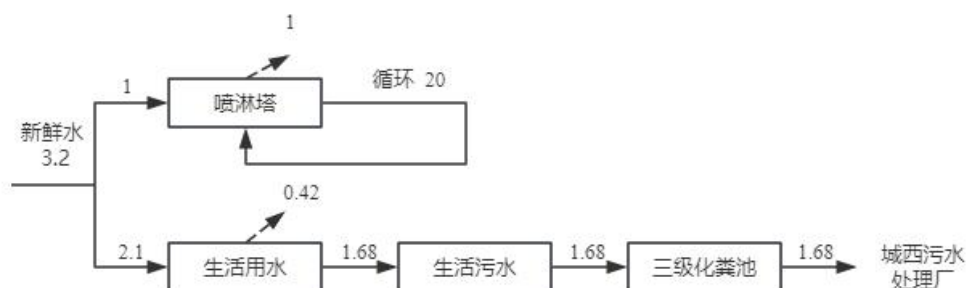 1
循环 20
1
喷淋塔
新鲜水
3.2
0.42
2.1
生活用水
1.68
生活污水
1.68
三级化粪池
1.68
城西污水
处理厂